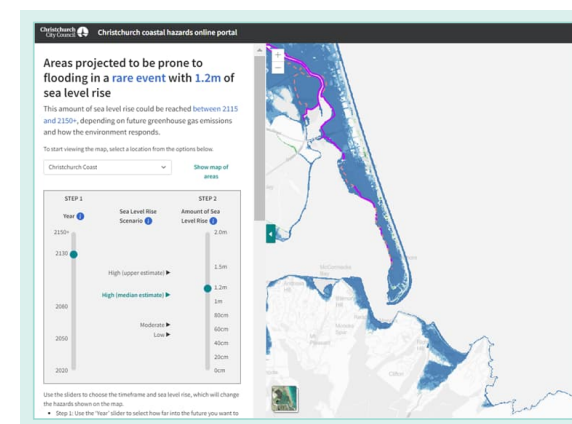 Christchurch
City Council
Christchurch coastal hazards online portal
Areas projected to be prone to
flooding in a rare event with 1.2m of
sea level rise
This amount of sea level rise could be reached between 2115
and 2150+, depending on future greenhouse gas emissions
and how the environment responds.
To start viewing the map, select a location from the options below.
Christchurch Coast
Show map of
areas
STEP 1
STEP 2
Year
Sea Level Rise
Scenario
Amount of Sea
Level Rise
2150+
2130
2080
2050
2020
High (upper estimate)
High (median estimate)
Moderate
Low
2.0m
1.5m
1.2m
1m
80cm
60cm
40cm
20cm
0cm
Use the sliders to choose the timeframe and sea level rise, which will change
the hazards shown on the map.
• Step 1: Use the 'Year' slider to select how far into the future you want to
+
−
McCormacks
Bay
Mt
Pleasant
Clifton